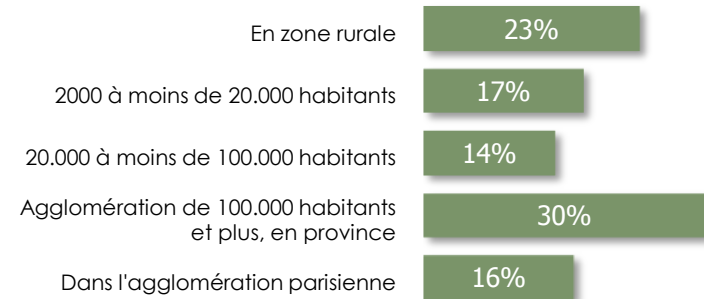 En zone rurale 23%
2000 à moins de 20.000 habitants 17%
20.000 à moins de 100.000 habitants 14%
Agglomération de 100.000 habitants
et plus, en province 30%
Dans l'agglomération parisienne 16%